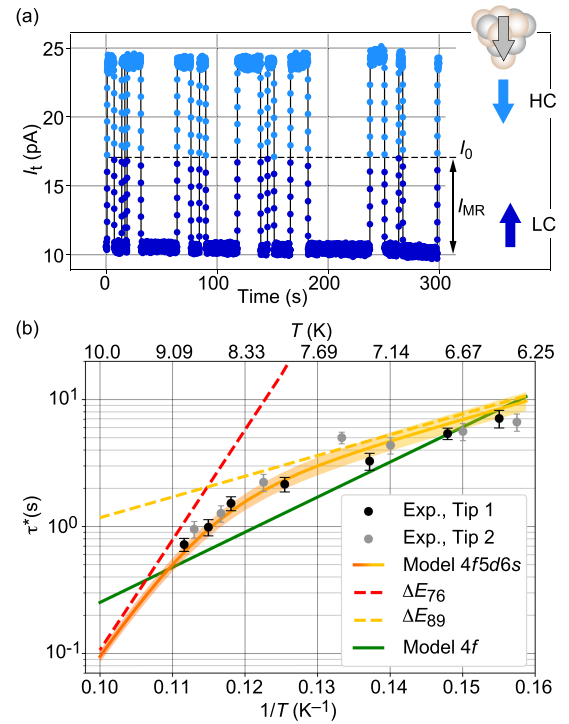 (a)
I_t (pA)
25
20
15
10
0
100
200
300
Time (s)
I_0
I_MR
HC
LC
(b)
T (K)
10.0 9.09 8.33 7.69 7.14 6.67 6.25
τ*(s)
10^1
10^0
10^-1
Exp., Tip 1
Exp., Tip 2
Model 4f5d6s
ΔE_76
ΔE_89
Model 4f
0.10 0.11 0.12 0.13 0.14 0.15 0.16
1/T (K^-1)